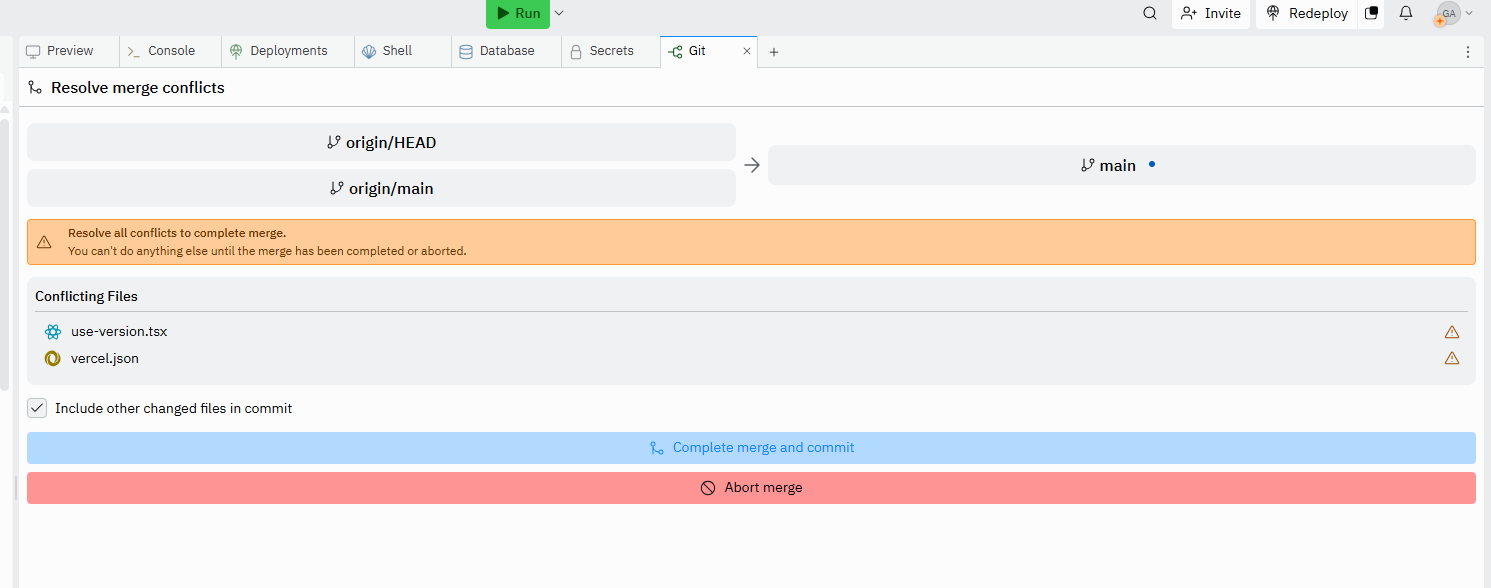 Run
Invite
Redeploy
GA
Preview
Console
Deployments
Shell
Database
Secrets
Git
Resolve merge conflicts
origin/HEAD
origin/main
main
Resolve all conflicts to complete merge.
You can't do anything else until the merge has been completed or aborted.
Conflicting Files
use-version.tsx
vercel.json
Include other changed files in commit
Complete merge and commit
Abort merge